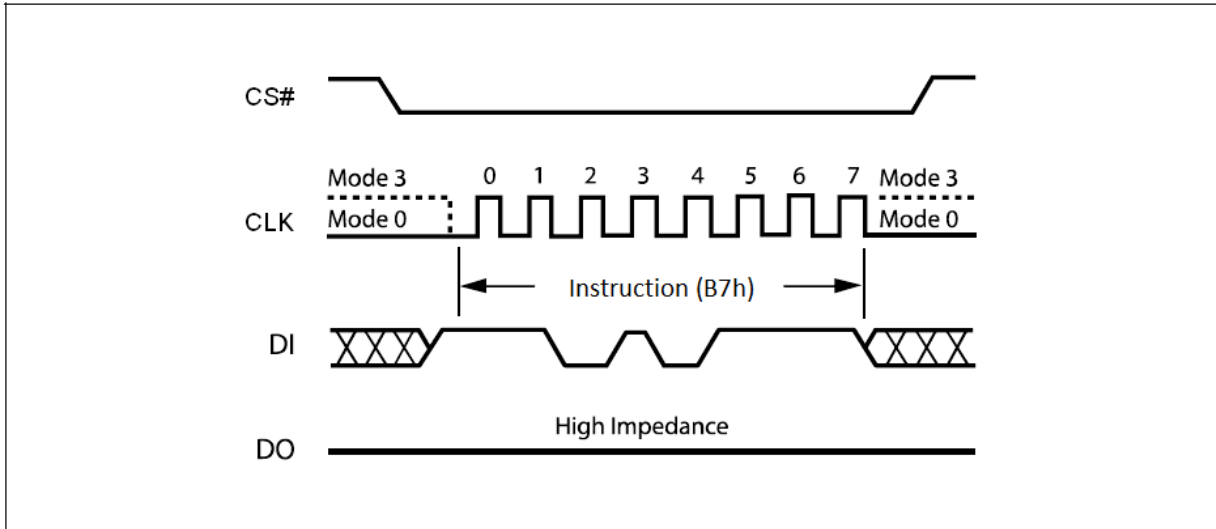 CS#
Mode 3 0 1 2 3 4 5 6 7 Mode 3
CLK Mode 0 Mode 0
Instruction (B7h)
DI
High Impedance
DO